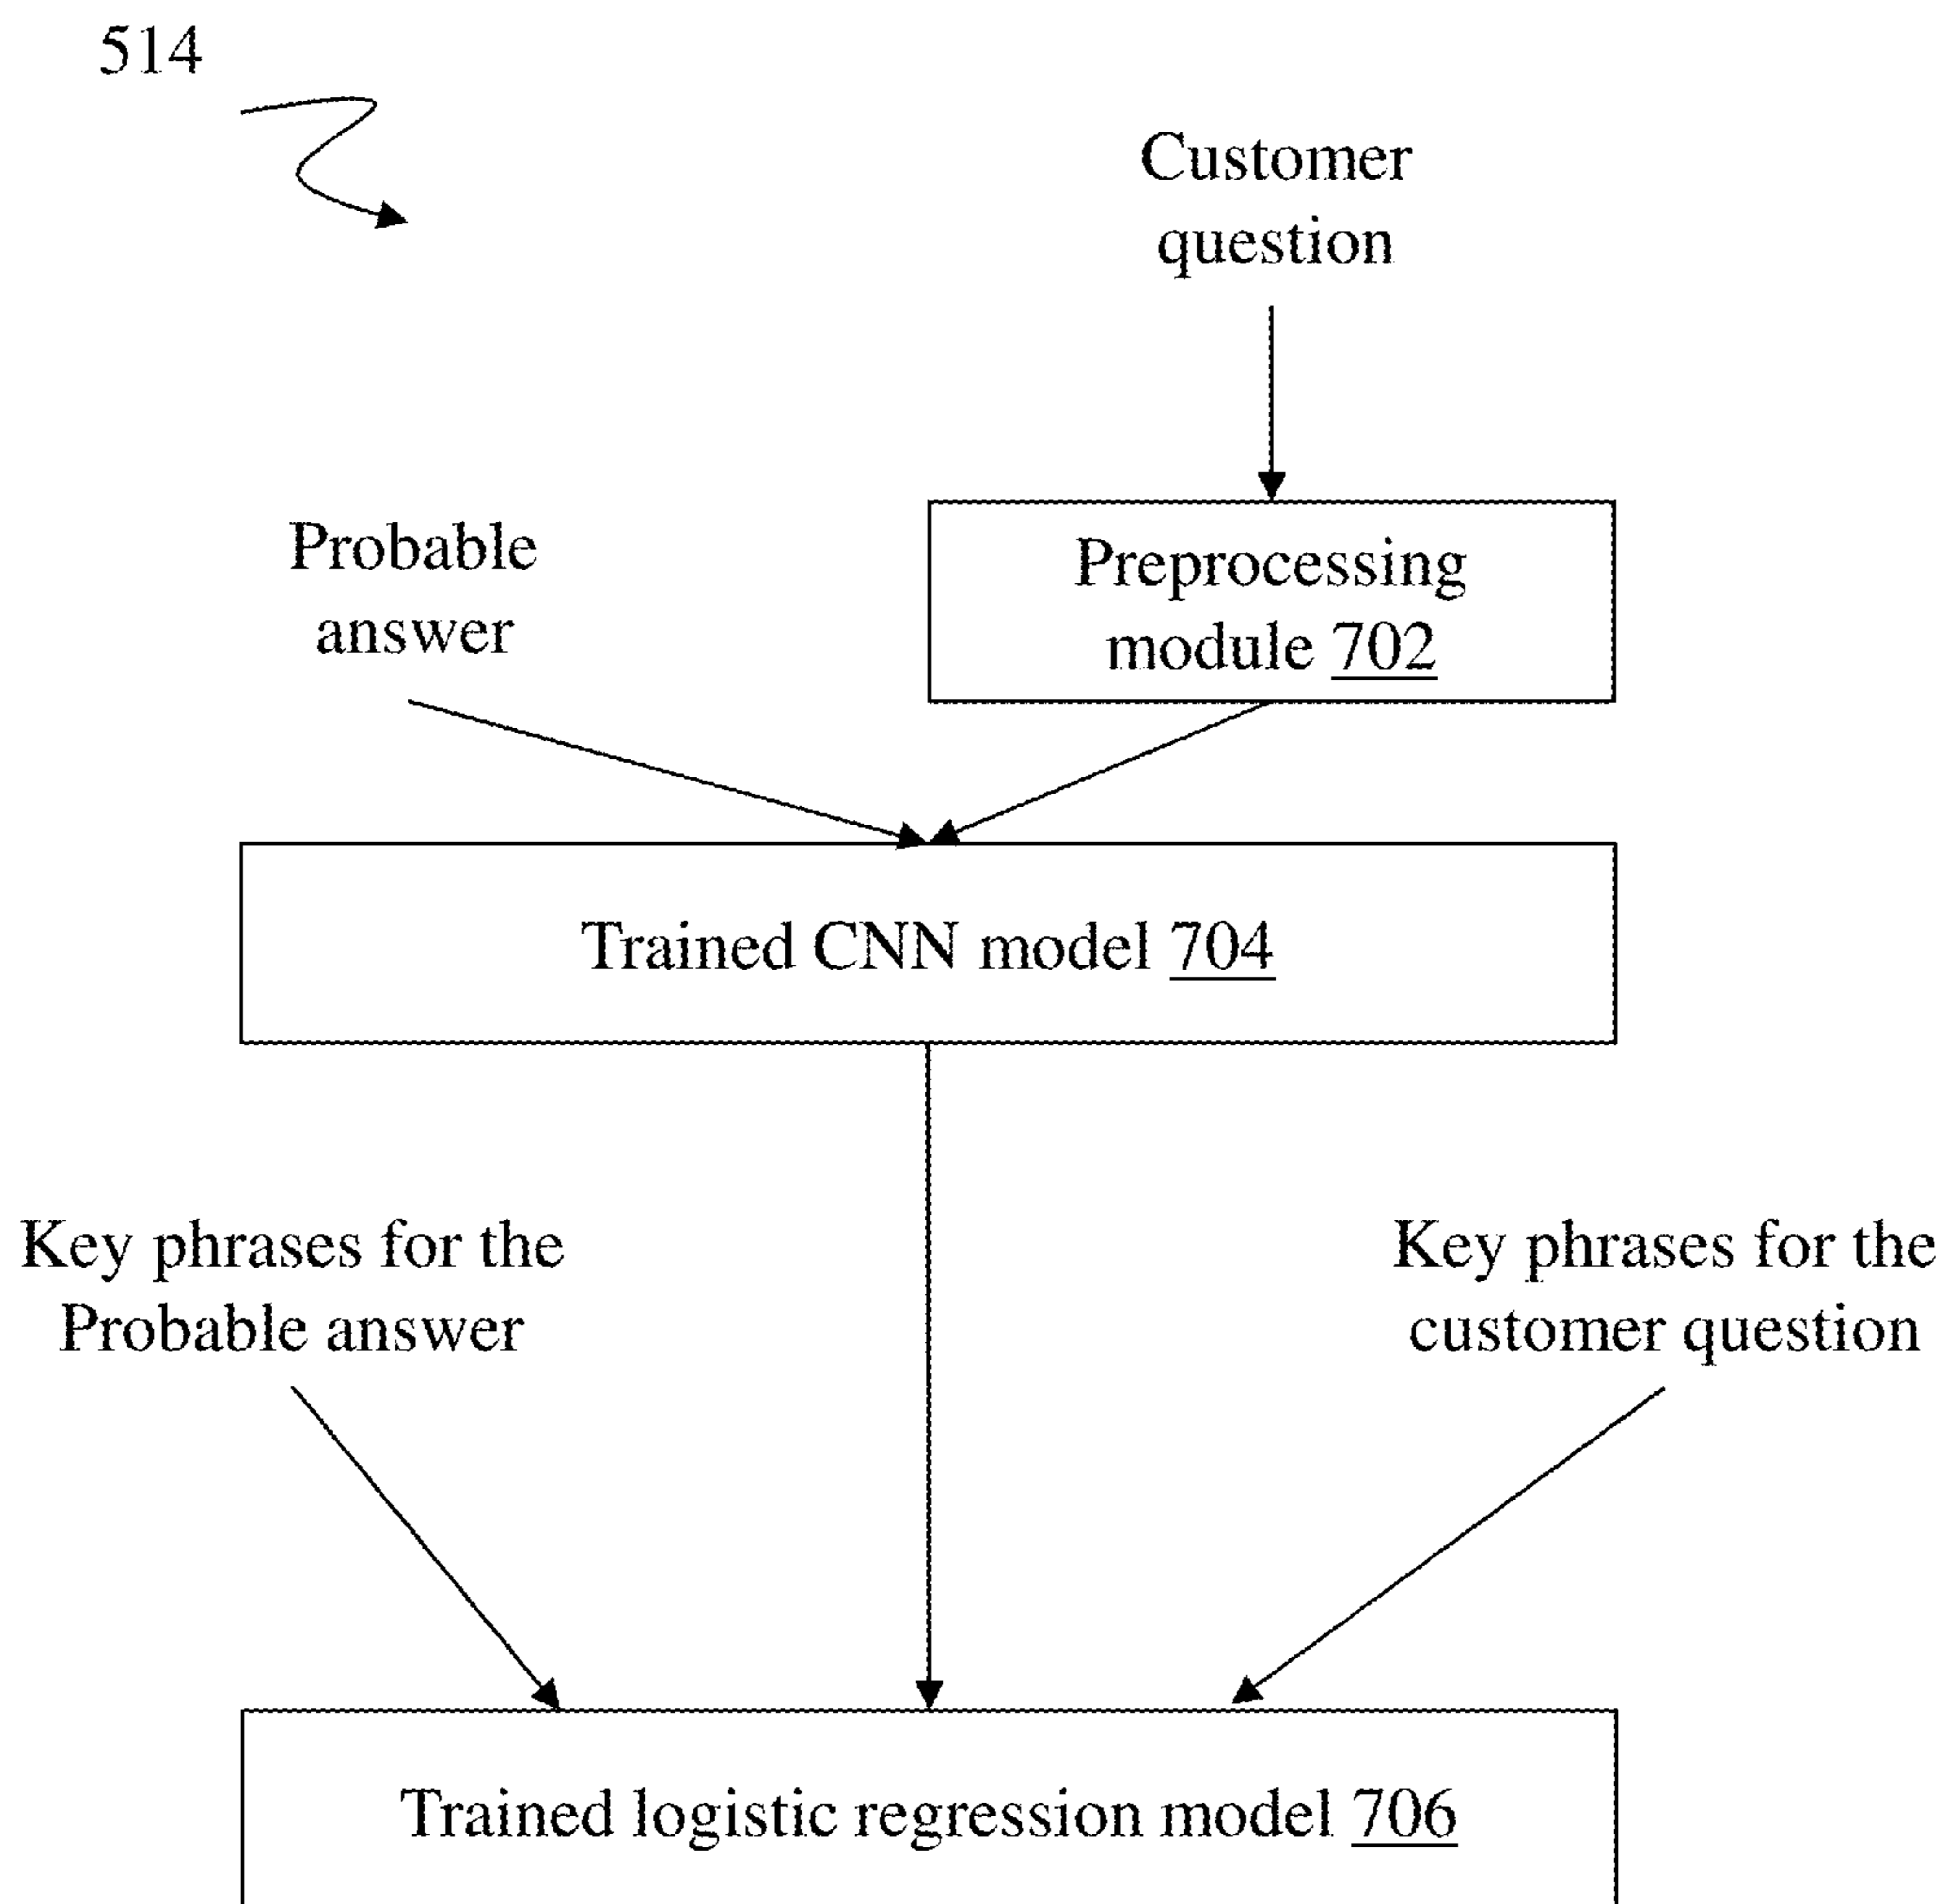 514
Customer
question
Probable
answer
Preprocessing
module 702
Trained CNN model 704
Key phrases for the
Probable answer
Key phrases for the
customer question
Trained logistic regression model 706